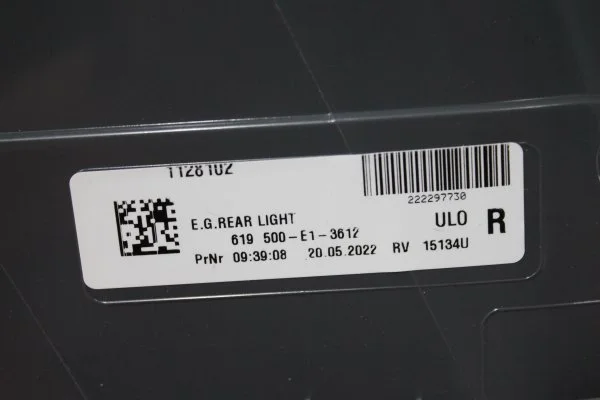 1128102
222297730
E.G.REAR LIGHT ULO R
619 500-E1-3612
PrNr 09:39:08 20.05.2022 RV 15134U